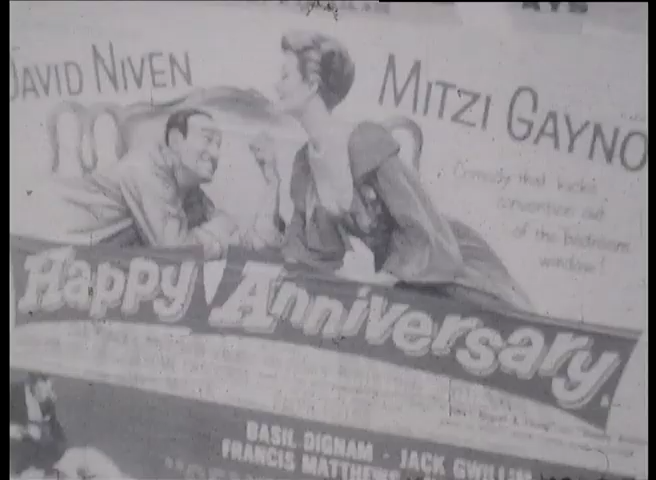 DAVID NIVEN
MITZI GAYNO
Comedy that kicks
convention out
of the bedroom
window!
Happy Anniversary
BASIL DIGNAM - JACK GWILLI
FRANCIS MATTHEWS